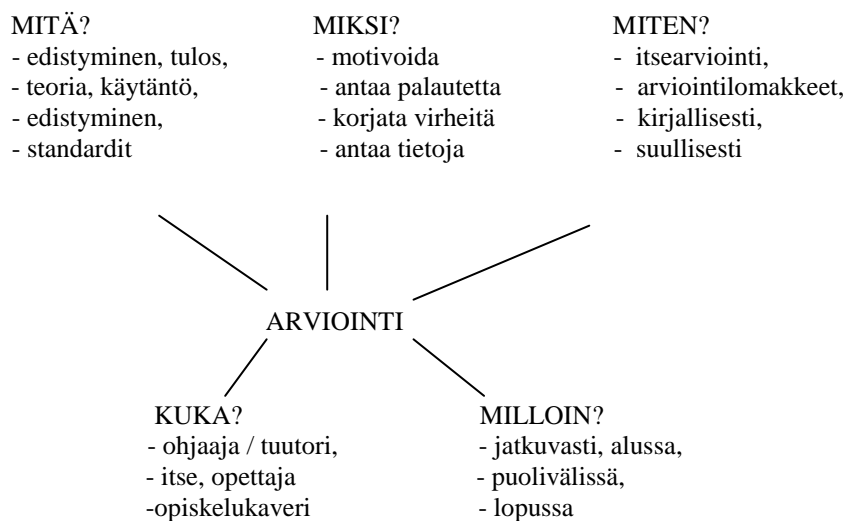 MITÄ?
- edistyminen, tulos,
- teoria, käytäntö,
- edistyminen,
- standardit
MIKSI?
- motivoida
- antaa palautetta
- korjata virheitä
- antaa tietoja
MITEN?
- itsearviointi,
- arviointilomakkeet,
- kirjallisesti,
- suullisesti
ARVIOINTI
KUKA?
- ohjaaja / tuutori,
- itse, opettaja
-opiskelukaveri
MILLOIN?
- jatkuvasti, alussa,
- puolivälissä,
- lopussa